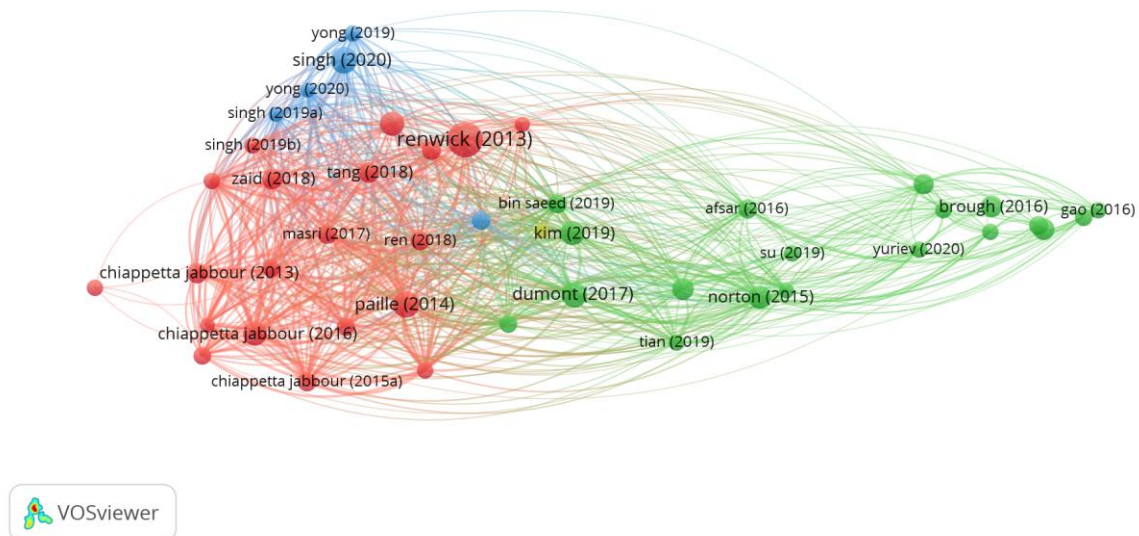 yong (2019)
singh (2020)
yong (2020)
singh (2019a)
renwick (2013)
singh (2019b)
tang (2018)
zaid (2018)
bin saeed (2019)
afsar (2016)
brough (2016)
gao (2016)
masri (2017)
ren (2018)
kim (2019)
su (2019)
yuriev (2020)
chiappetta jabbour (2013)
dumont (2017)
norton (2015)
paille (2014)
chiappetta jabbour (2016)
tian (2019)
chiappetta jabbour (2015a)
VOSviewer